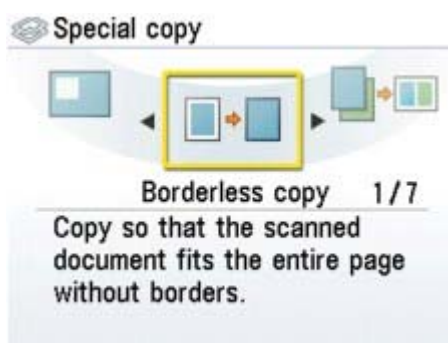 Special copy
Borderless copy 1/7
Copy so that the scanned
document fits the entire page
without borders.